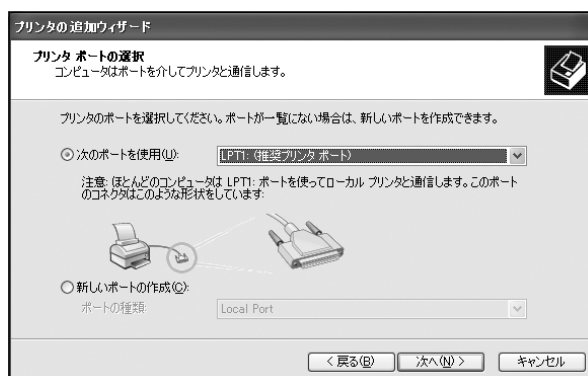 プリンタの追加ウィザード
プリンタ ポートの選択
コンピュータはポートを介してプリンタと通信します。
プリンタのポートを選択してください。ポートが一覧にない場合は、新しいポートを作成できます。
次のポートを使用(U): LPT1: (推奨プリンタ ポート)
注意: ほとんどのコンピュータは LPT1: ポートを使ってローカル プリンタと通信します。このポート
のコネクタはこのような形状をしています:
新しいポートの作成(C):
ポートの種類: Local Port
< 戻る(B) 次へ(N) > キャンセル